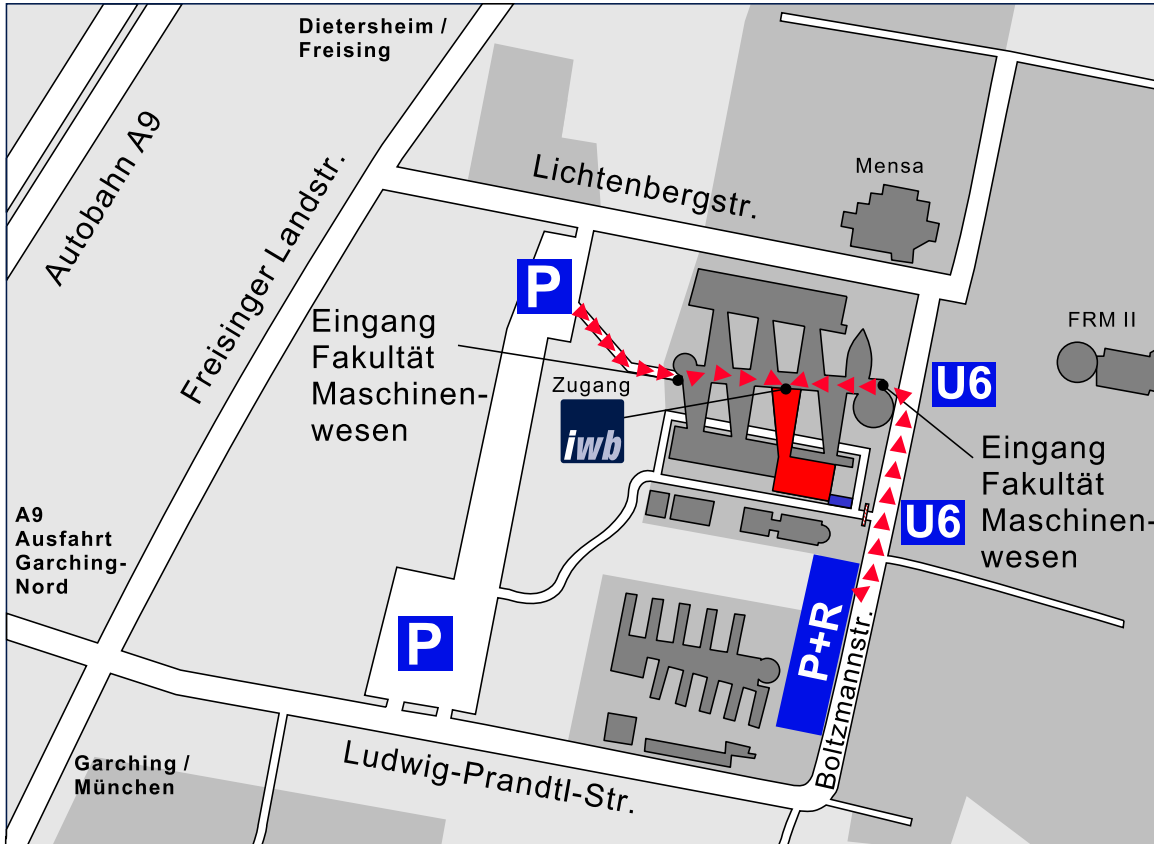 Dietersheim /
Freising
Autobahn A9
Freisinger Landstr.
Lichtenbergstr.
Mensa
P
Eingang
Fakultät
Maschinen-
wesen
Zugang
iwb
FRM II
U6
U6
Eingang
Fakultät
Maschinen-
wesen
A9
Ausfahrt
Garching-
Nord
P
P+R
Boltzmannstr.
Garching /
München
Ludwig-Prandtl-Str.